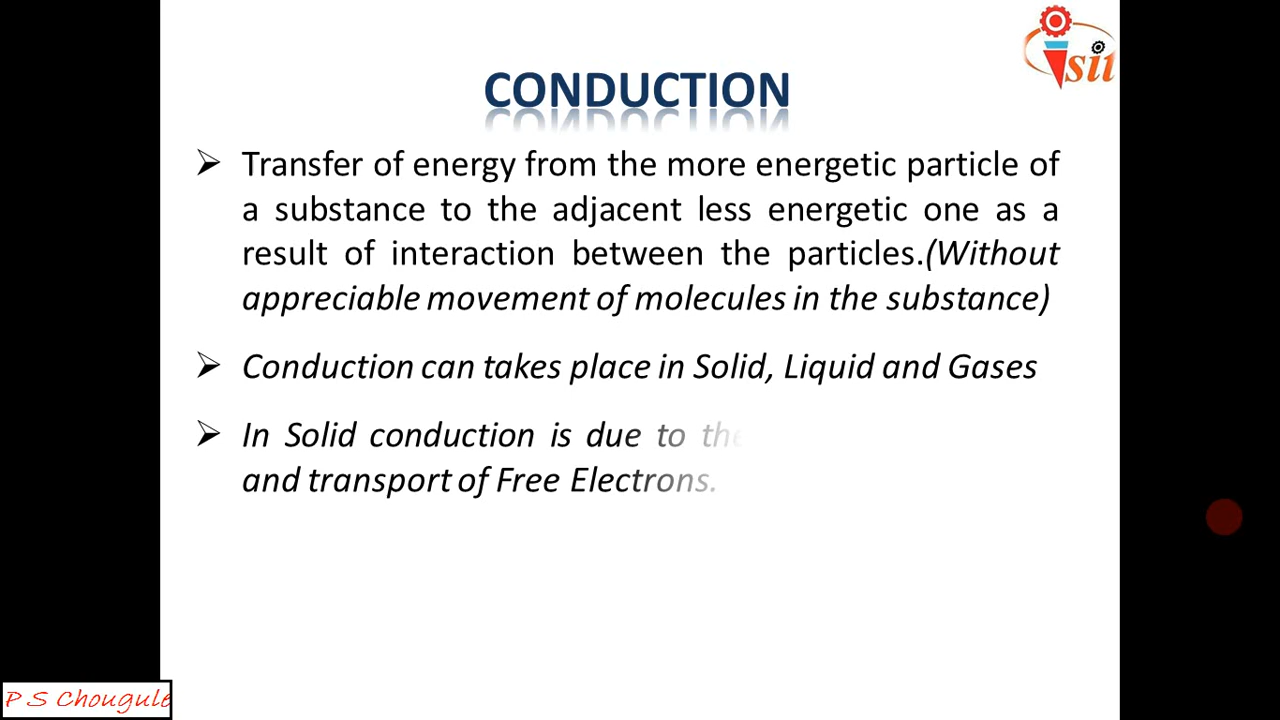 CONDUCTION
Transfer of energy from the more energetic particle of
a substance to the adjacent less energetic one as a
result of interaction between the particles.(Without
appreciable movement of molecules in the substance)
Conduction can takes place in Solid, Liquid and Gases
In Solid conduction is due to the
and transport of Free Electrons.
sil
P S Chougule